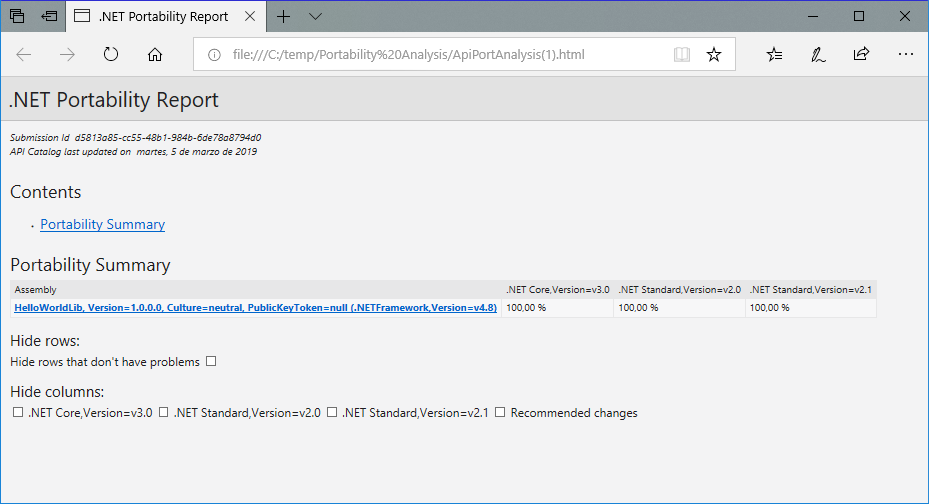 .NET Portability Report
file:///C:/temp/Portability%20Analysis/ApiPortAnalysis(1).html
.NET Portability Report
Submission Id d5813a85-cc55-48b1-984b-6de78a8794d0
API Catalog last updated on martes, 5 de marzo de 2019
Contents
• Portability Summary
Portability Summary
Assembly .NET Core,Version=v3.0 .NET Standard,Version=v2.0 .NET Standard,Version=v2.1
HelloWorldLib, Version=1.0.0.0, Culture=neutral, PublicKeyToken=null (.NETFramework,Version=v4.8) 100,00 % 100,00 % 100,00 %
Hide rows:
Hide rows that don't have problems
Hide columns:
.NET Core,Version=v3.0 .NET Standard,Version=v2.0 .NET Standard,Version=v2.1 Recommended changes